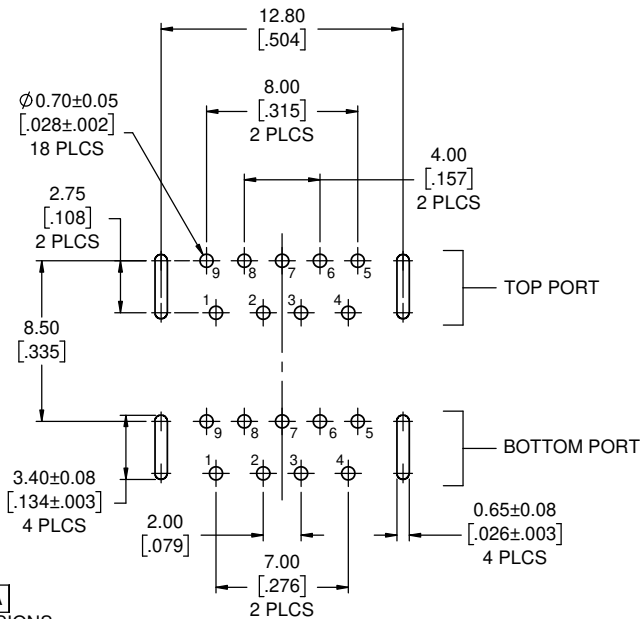 12.80
[.504]
8.00
[.315]
2 PLCS
Ø0.70±0.05
[.028±.002]
18 PLCS
4.00
[.157]
2 PLCS
2.75
[.108]
2 PLCS
9 8 7 6 5
TOP PORT
1 2 3 4
8.50
[.335]
9 8 7 6 5
BOTTOM PORT
1 2 3 4
3.40±0.08
[.134±.003]
4 PLCS
2.00
[.079]
0.65±0.08
[.026±.003]
4 PLCS
7.00
[.276]
2 PLCS